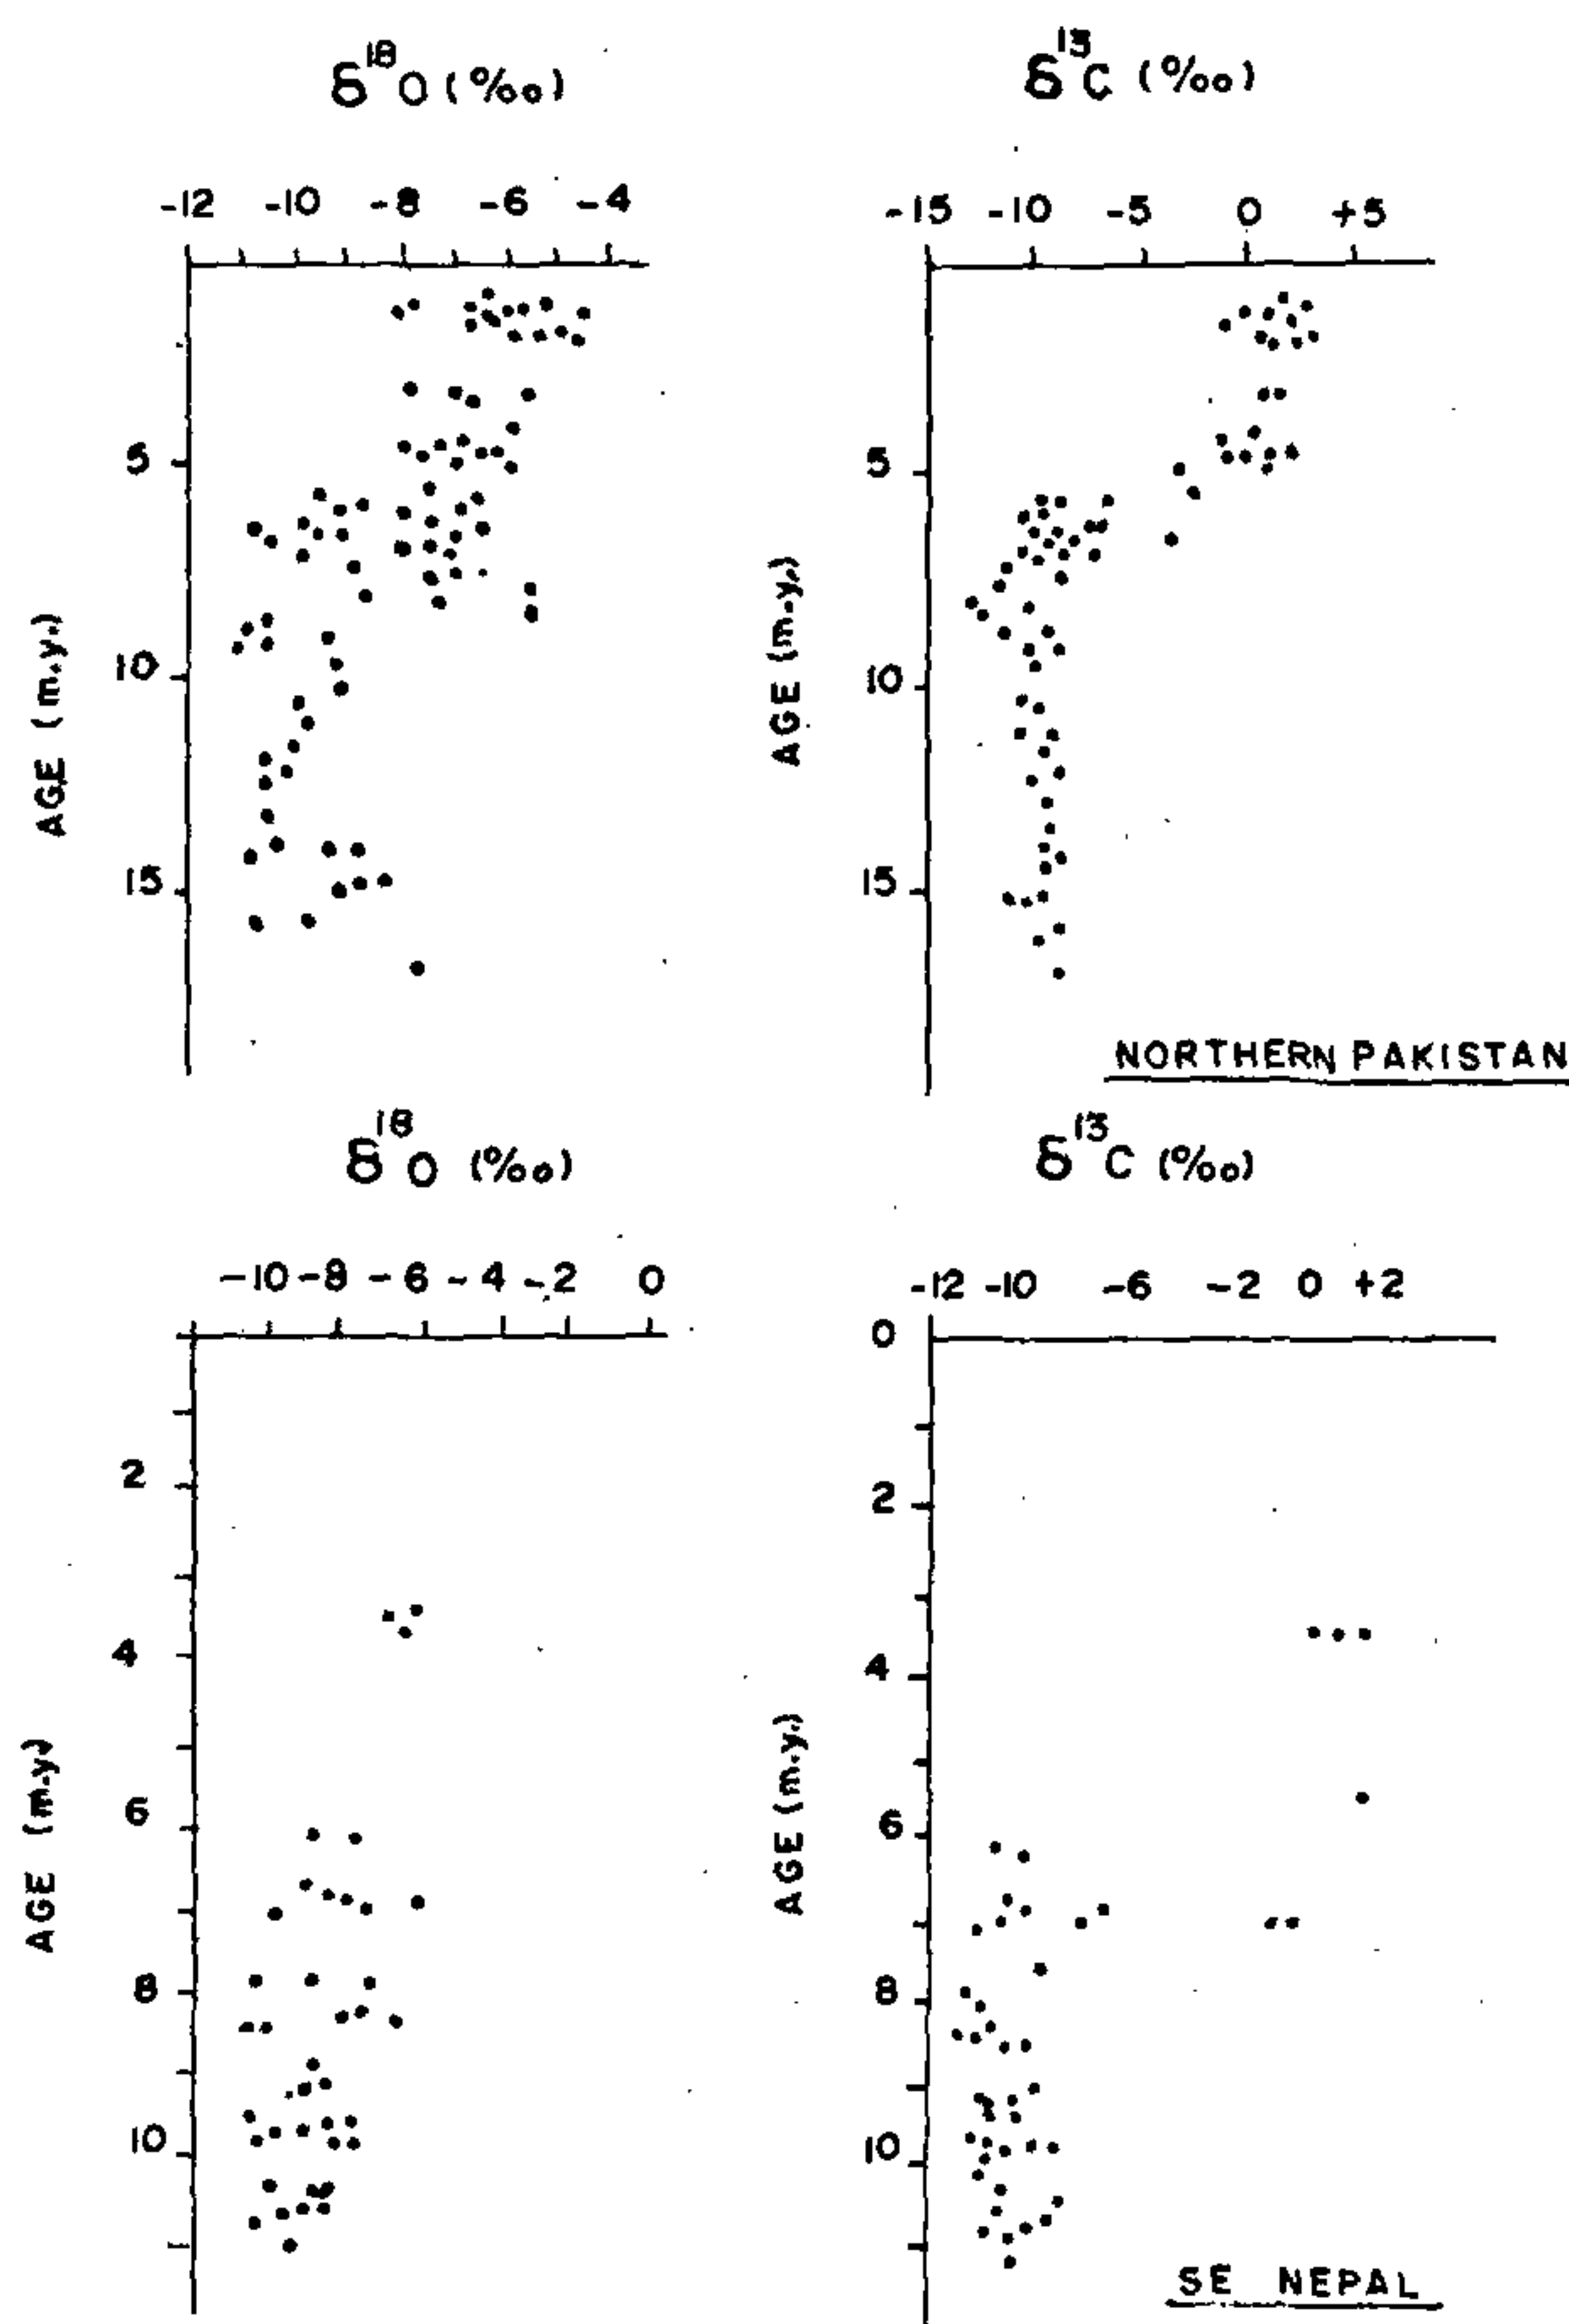 δ18O (‰)
-12 -10 -8 -6 -4
5
10
15
AGE (m.y.)
δ13C (‰)
-15 -10 -5 0 +5
5
10
15
AGE (m.y.)
NORTHERN PAKISTAN
δ18O (‰)
-10 -8 -6 -4 -2 0
2
4
6
8
10
AGE (m.y)
δ13C (‰)
-12 -10 -6 -2 0 +2
0
2
4
6
8
10
AGE (m.y.)
SE NEPAL